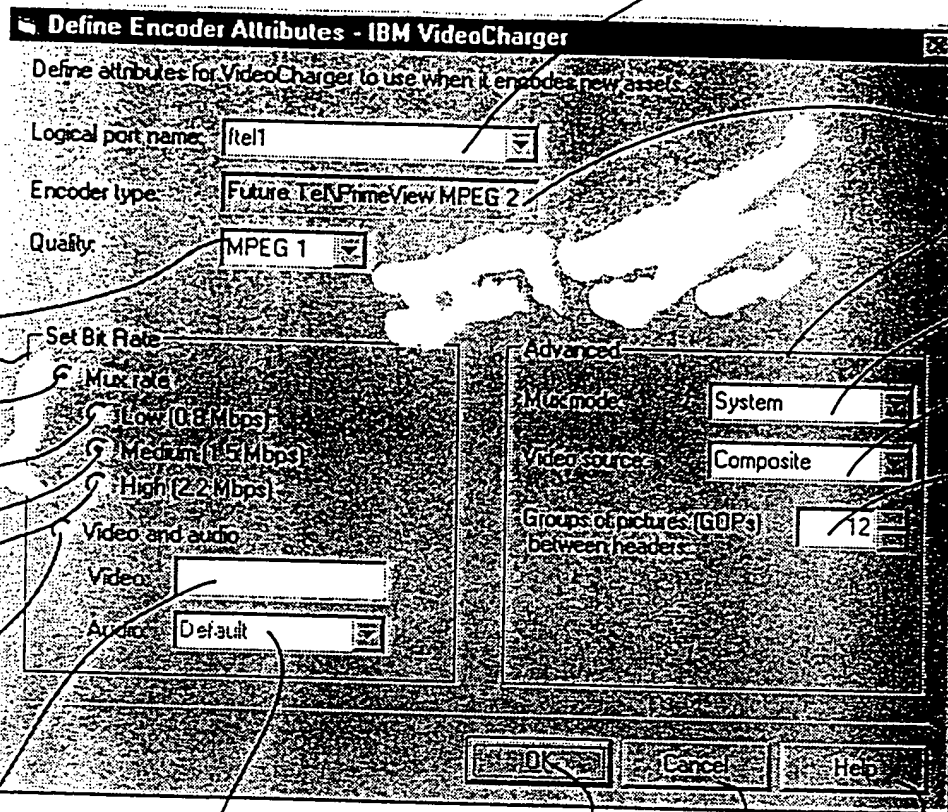 Define Encoder Attributes - IBM VideoCharger
Define attributes for VideoCharger to use when it encodes new assets.
Logical port name: ftel1
Encoder type: Future Tel\PrimeView MPEG 2
Quality: MPEG 1
Set Bit Rate
Mux rate
Low (0.8 Mbps)
Medium (1.5 Mbps)
High (2.2 Mbps)
Video and audio
Video:
Audio: Default
Advanced
Mux mode: System
Video source: Composite
Groups of pictures (GOPs)
between headers: 12
OK Cancel Help